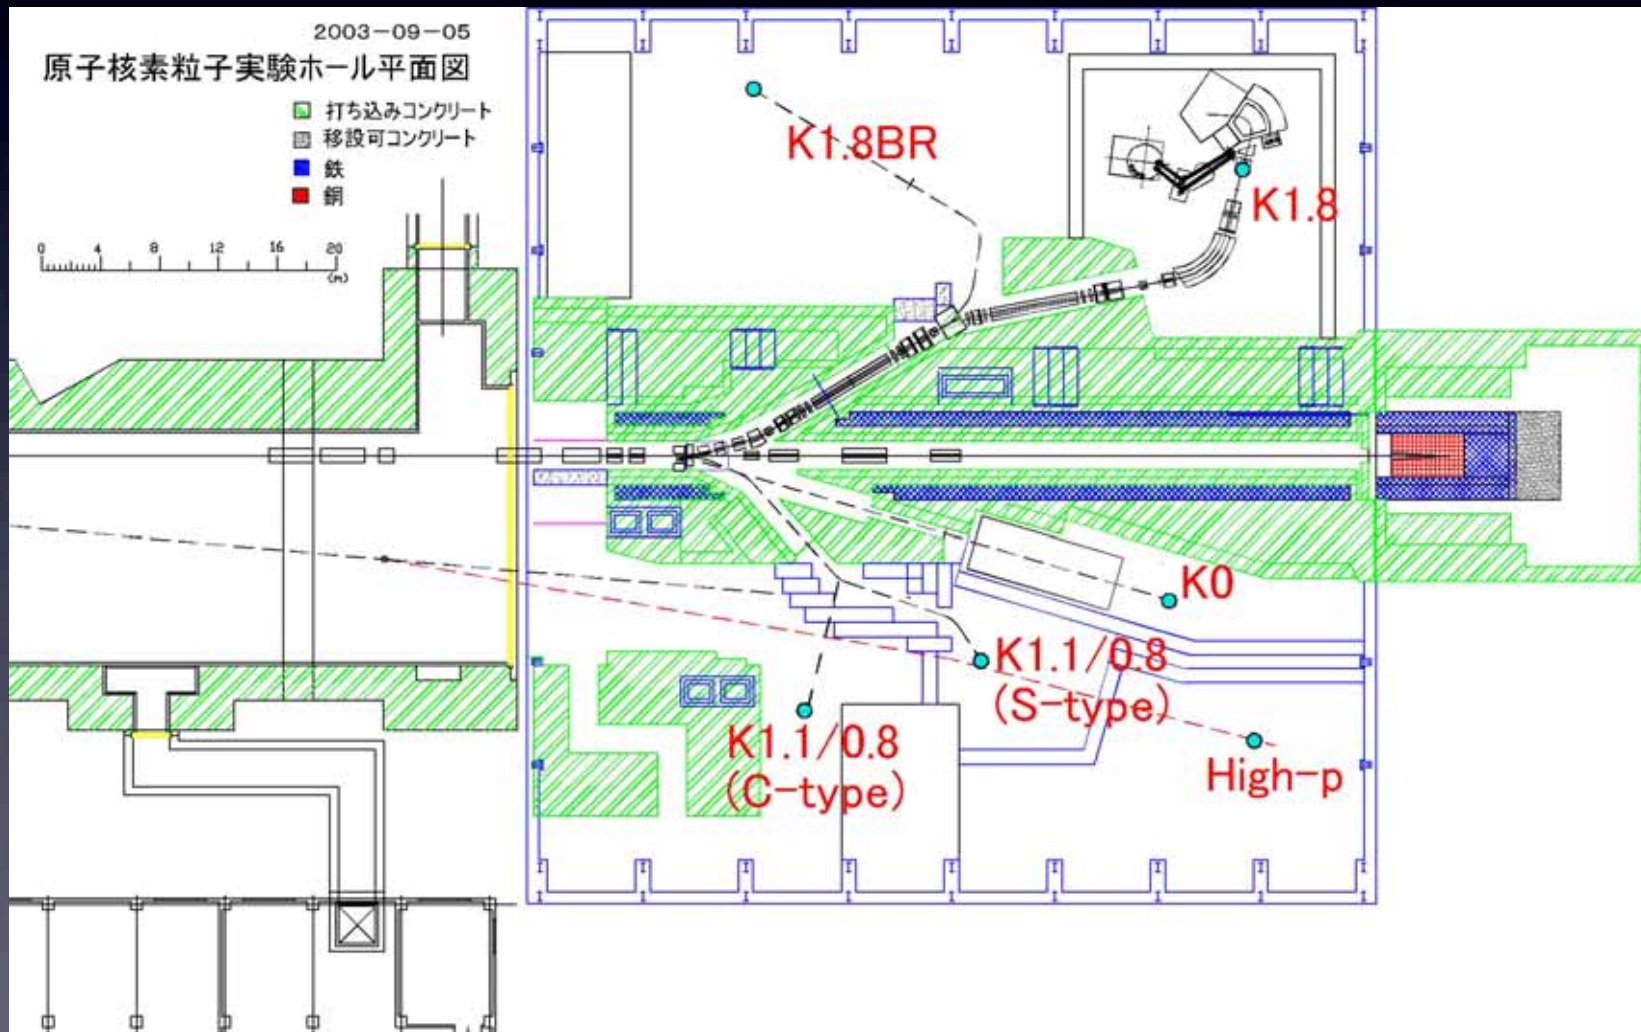 2003-09-05
原子核素粒子実験ホール平面図
打ち込みコンクリート
移設可コンクリート
鉄
銅
0 4 8 12 16 20
(m)
K1.8BR
K1.8
K0
K1.1/0.8
(S-type)
K1.1/0.8
(C-type)
High-p